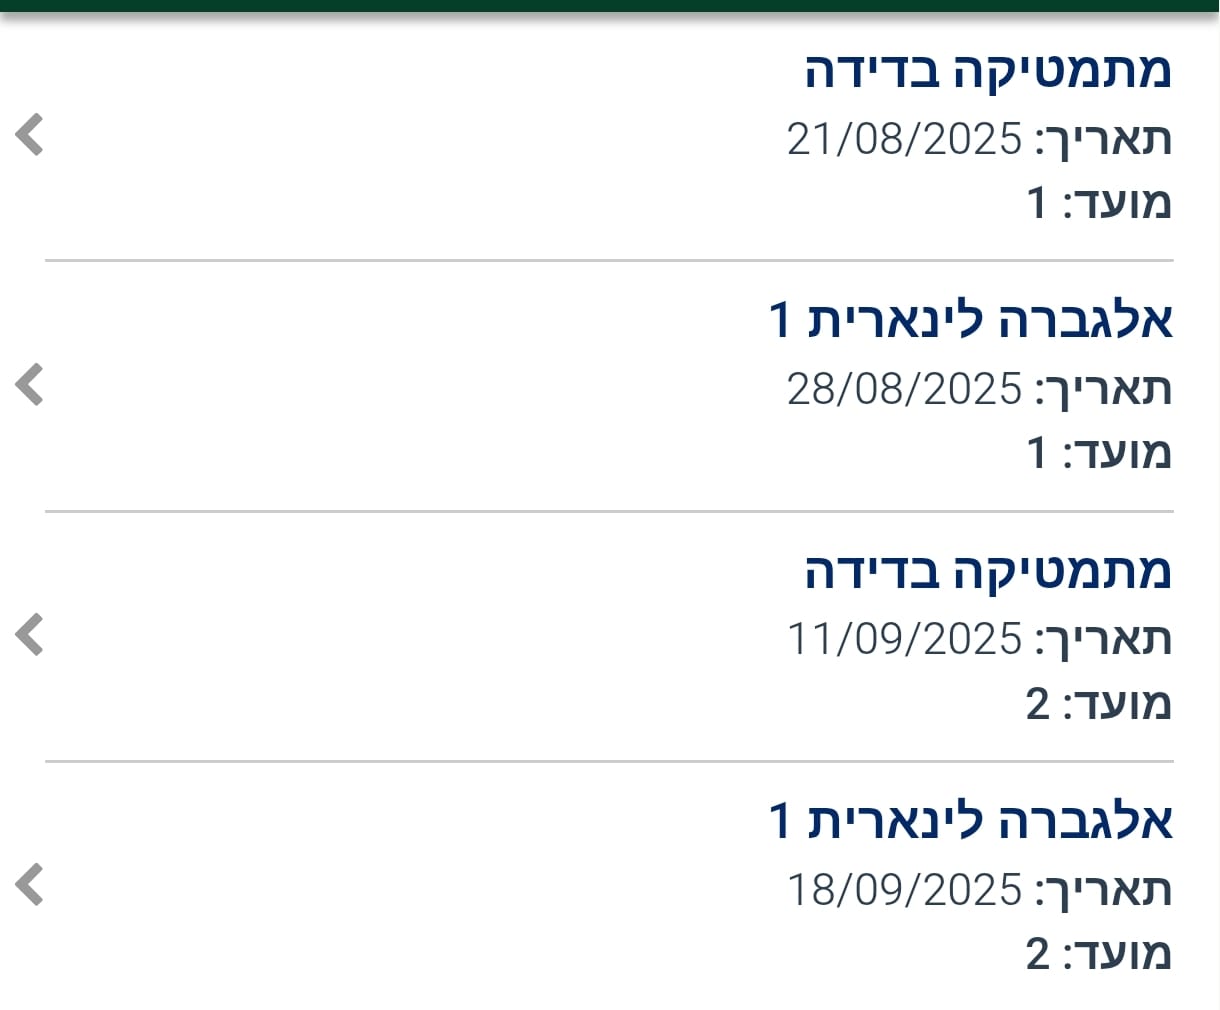 מתמטיקה בדידה
תאריך: 21/08/2025
מועד: 1
אלגברה לינארית 1
תאריך: 28/08/2025
מועד: 1
מתמטיקה בדידה
תאריך: 11/09/2025
מועד: 2
אלגברה לינארית 1
תאריך: 18/09/2025
מועד: 2